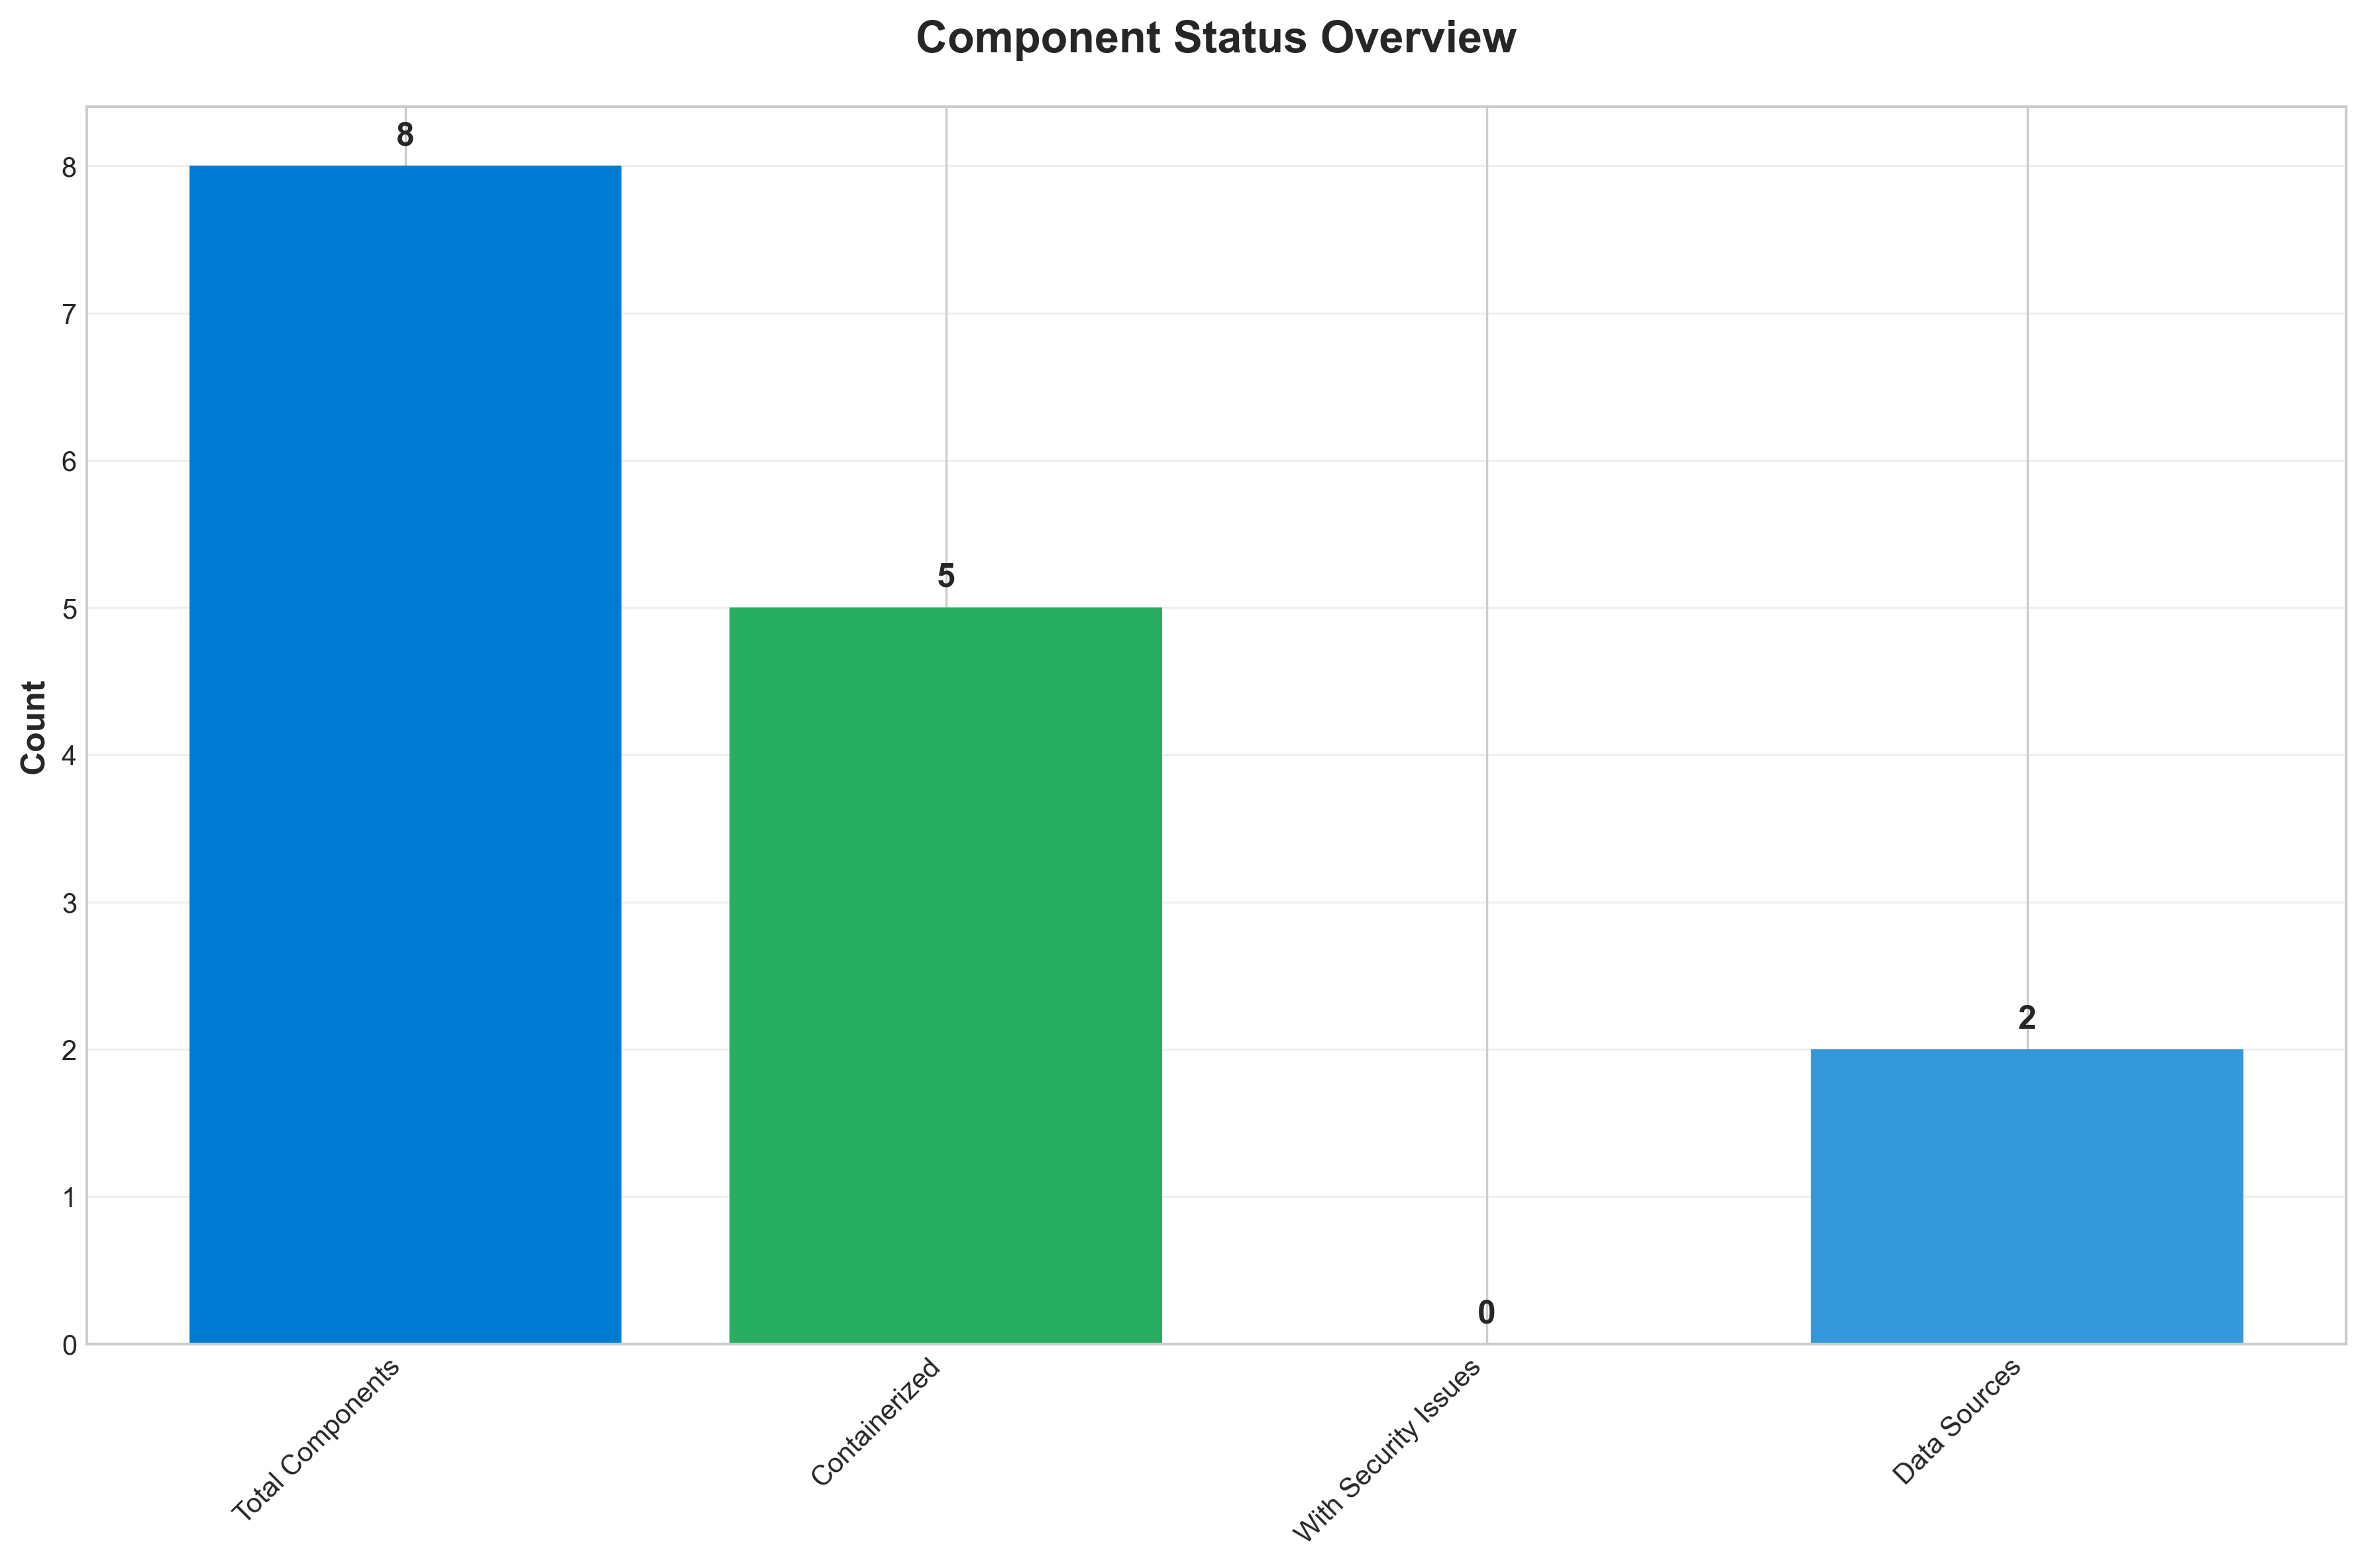 Component Status Overview
Count
8
7
6
5
4
3
2
1
0
8
5
0
2
Total Components
Containerized
With Security Issues
Data Sources